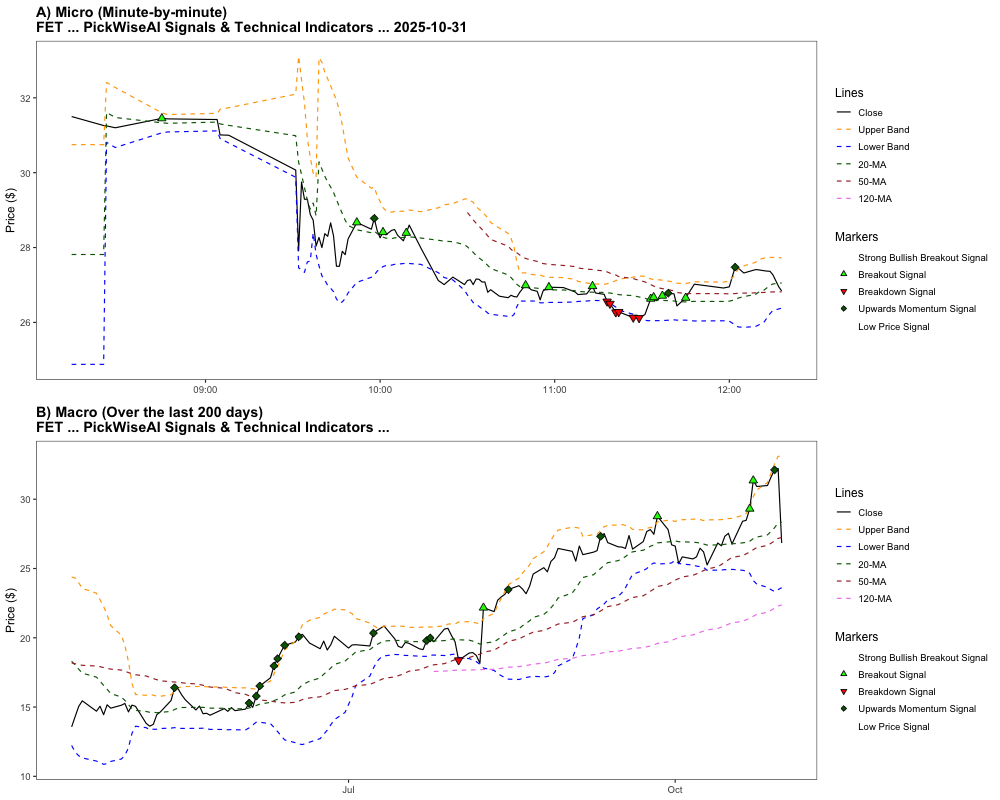 A) Micro (Minute-by-minute)
FET ... PickWiseAI Signals & Technical Indicators ... 2025-10-31
Price ($)
32
30
28
26
09:00
10:00
11:00
12:00
Lines
Close
Upper Band
Lower Band
20-MA
50-MA
120-MA
Markers
Strong Bullish Breakout Signal
Breakout Signal
Breakdown Signal
Upwards Momentum Signal
Low Price Signal
B) Macro (Over the last 200 days)
FET ... PickWiseAI Signals & Technical Indicators ...
Price ($)
30
25
20
15
10
Jul
Oct
Lines
Close
Upper Band
Lower Band
20-MA
50-MA
120-MA
Markers
Strong Bullish Breakout Signal
Breakout Signal
Breakdown Signal
Upwards Momentum Signal
Low Price Signal